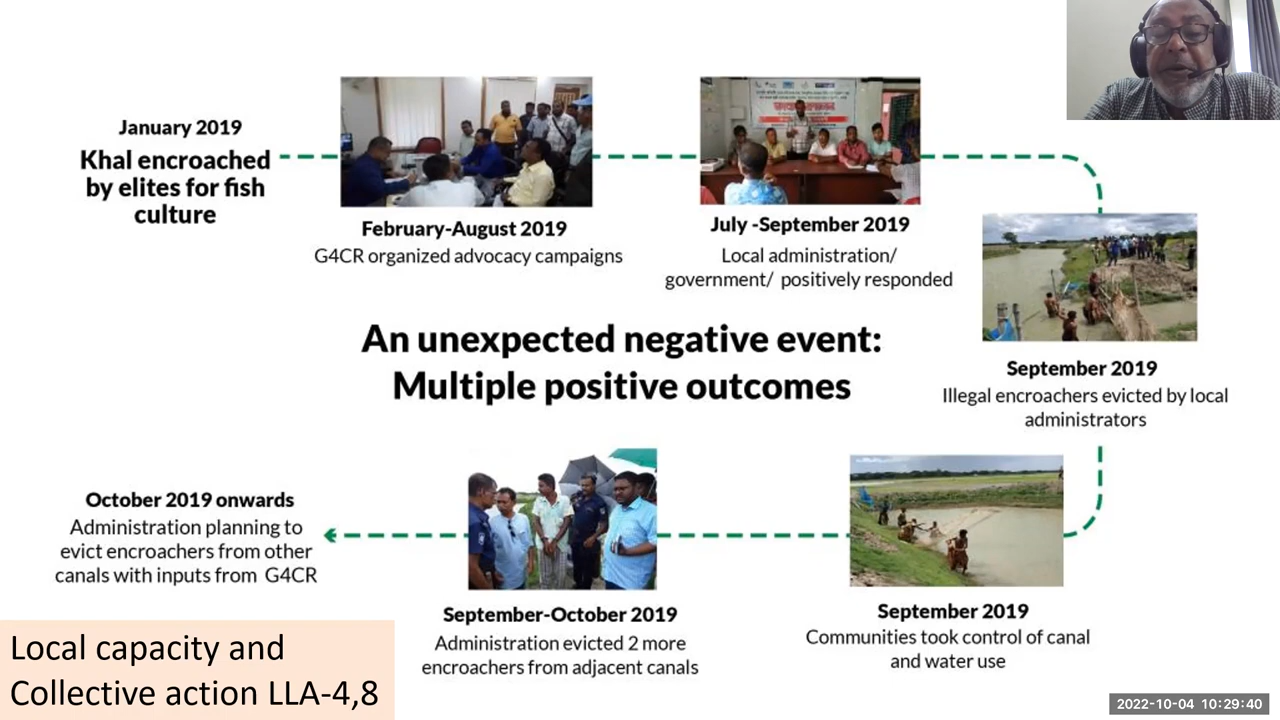 January 2019
Khal encroached
by elites for fish
culture
February-August 2019
G4CR organized advocacy campaigns
July -September 2019
Local administration/
government/ positively responded
September 2019
Illegal encroachers evicted by local
administrators
An unexpected negative event:
Multiple positive outcomes
September 2019
Communities took control of canal
and water use
September-October 2019
Administration evicted 2 more
encroachers from adjacent canals
October 2019 onwards
Administration planning to
evict encroachers from other
canals with inputs from G4CR
Local capacity and
Collective action LLA-4,8
2022-10-04 10:29:40